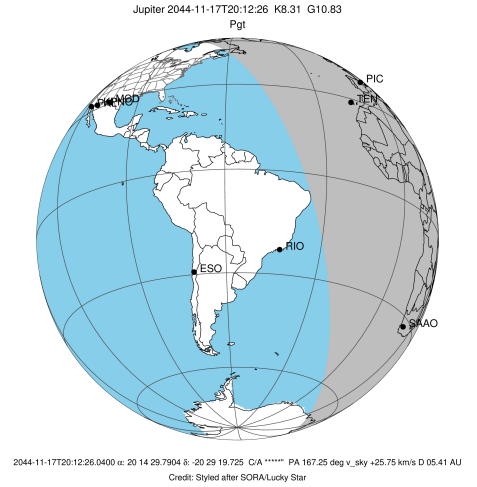 Jupiter 2044-11-17T20:12:26 K8.31 G10.83
Pgt
PIC
TEN
MOD
RIO
ESO
SAAO
2044-11-17T20:12:26.0400 α: 20 14 29.7904 δ: -20 29 19.725 C/A *****" PA 167.25 deg v_sky +25.75 km/s D 05.41 AU
Credit: Styled after SORA/Lucky Star